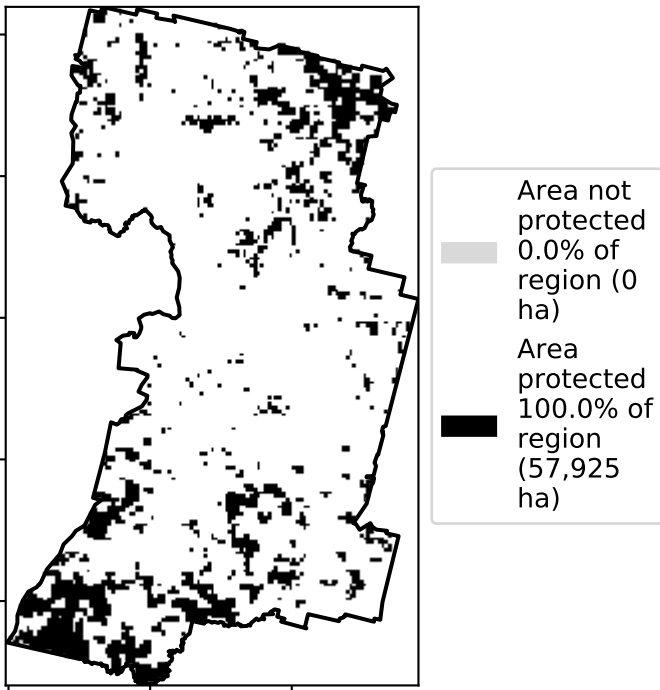 Area not
protected
0.0% of
region (0
ha)
Area
protected
100.0% of
region
(57,925
ha)